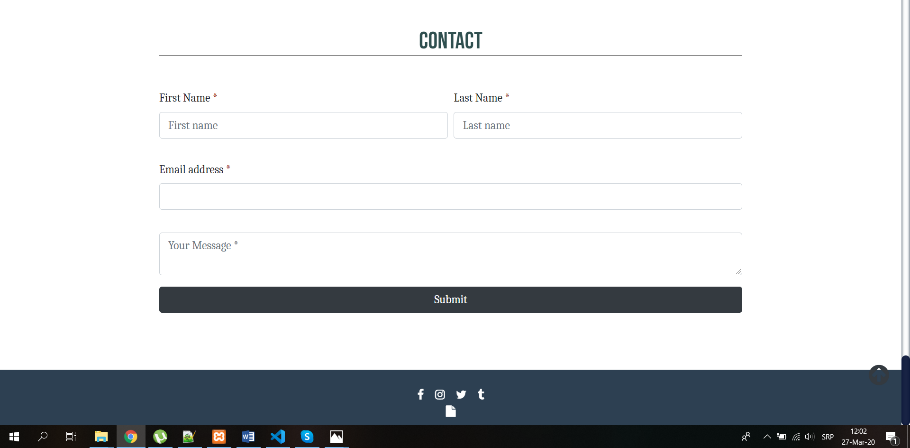 CONTACT
First Name * Last Name *
First name Last name
Email address *
Your Message *
Submit
SRP
12:02
27-Mar-20
1